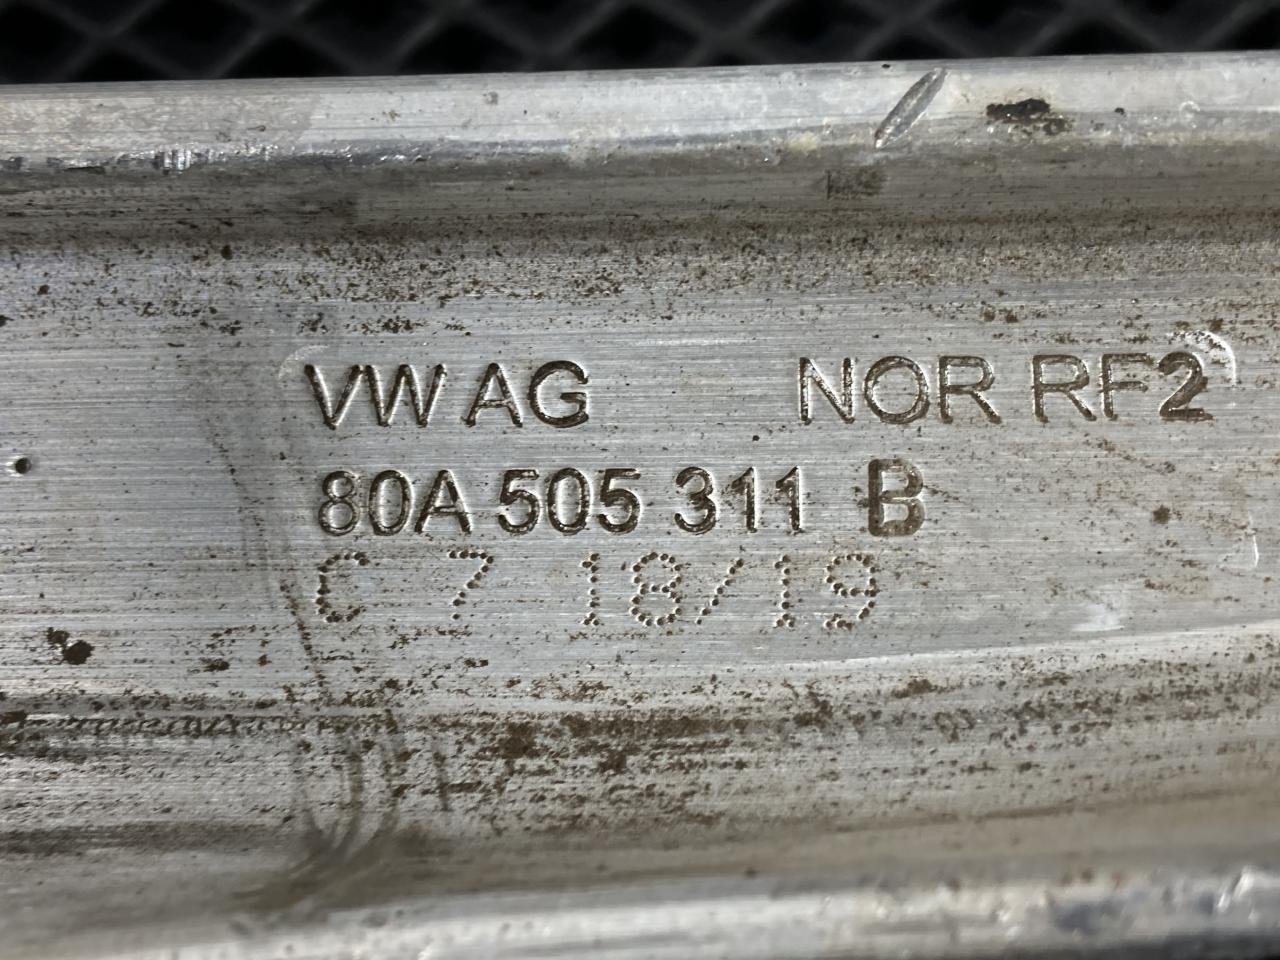 VW AG NOR RF2
80A 505 311 B
C 7 18/19